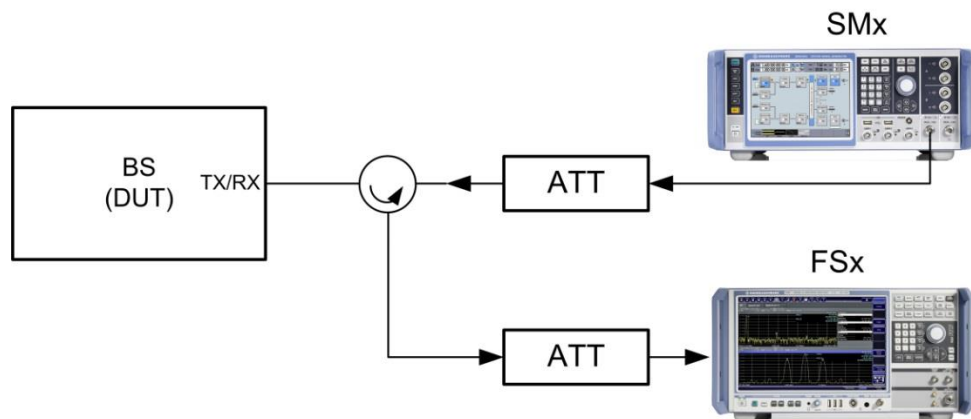 SMx
BS
(DUT)
TX/RX
ATT
FSx
ATT